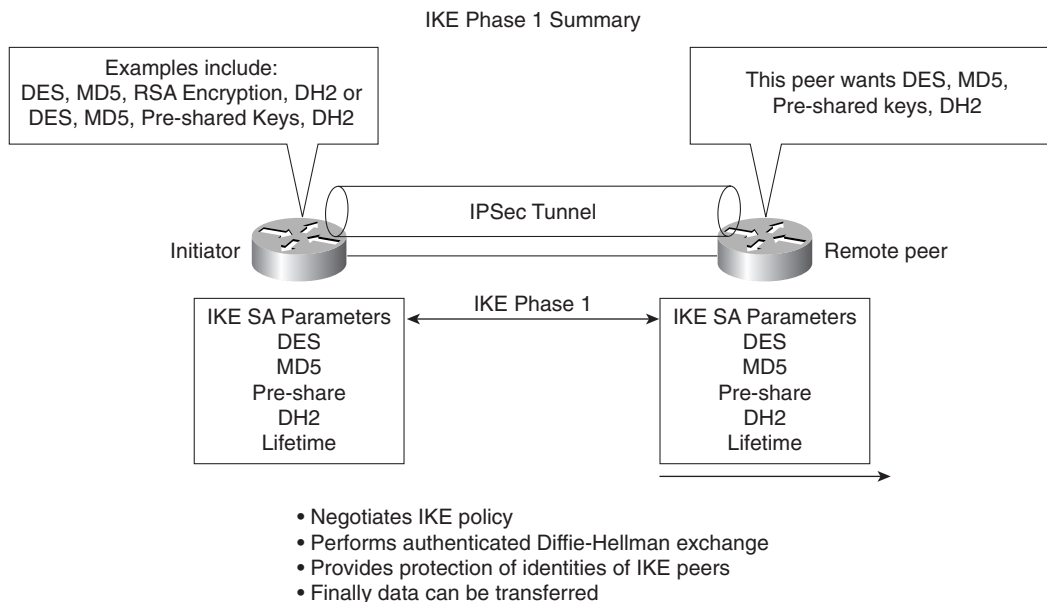 IKE Phase 1 Summary
Examples include:
DES, MD5, RSA Encryption, DH2 or
DES, MD5, Pre-shared Keys, DH2
This peer wants DES, MD5,
Pre-shared keys, DH2
IPSec Tunnel
Initiator
Remote peer
IKE Phase 1
IKE SA Parameters
DES
MD5
Pre-share
DH2
Lifetime
IKE SA Parameters
DES
MD5
Pre-share
DH2
Lifetime
• Negotiates IKE policy
• Performs authenticated Diffie-Hellman exchange
• Provides protection of identities of IKE peers
• Finally data can be transferred